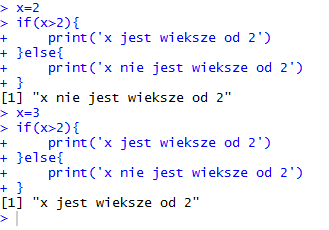 > x=2
> if(x>2){
+     print('x jest wieksze od 2')
+ }else{
+     print('x nie jest wieksze od 2')
+ }
[1] "x nie jest wieksze od 2"
> x=3
> if(x>2){
+     print('x jest wieksze od 2')
+ }else{
+     print('x nie jest wieksze od 2')
+ }
[1] "x jest wieksze od 2"
>